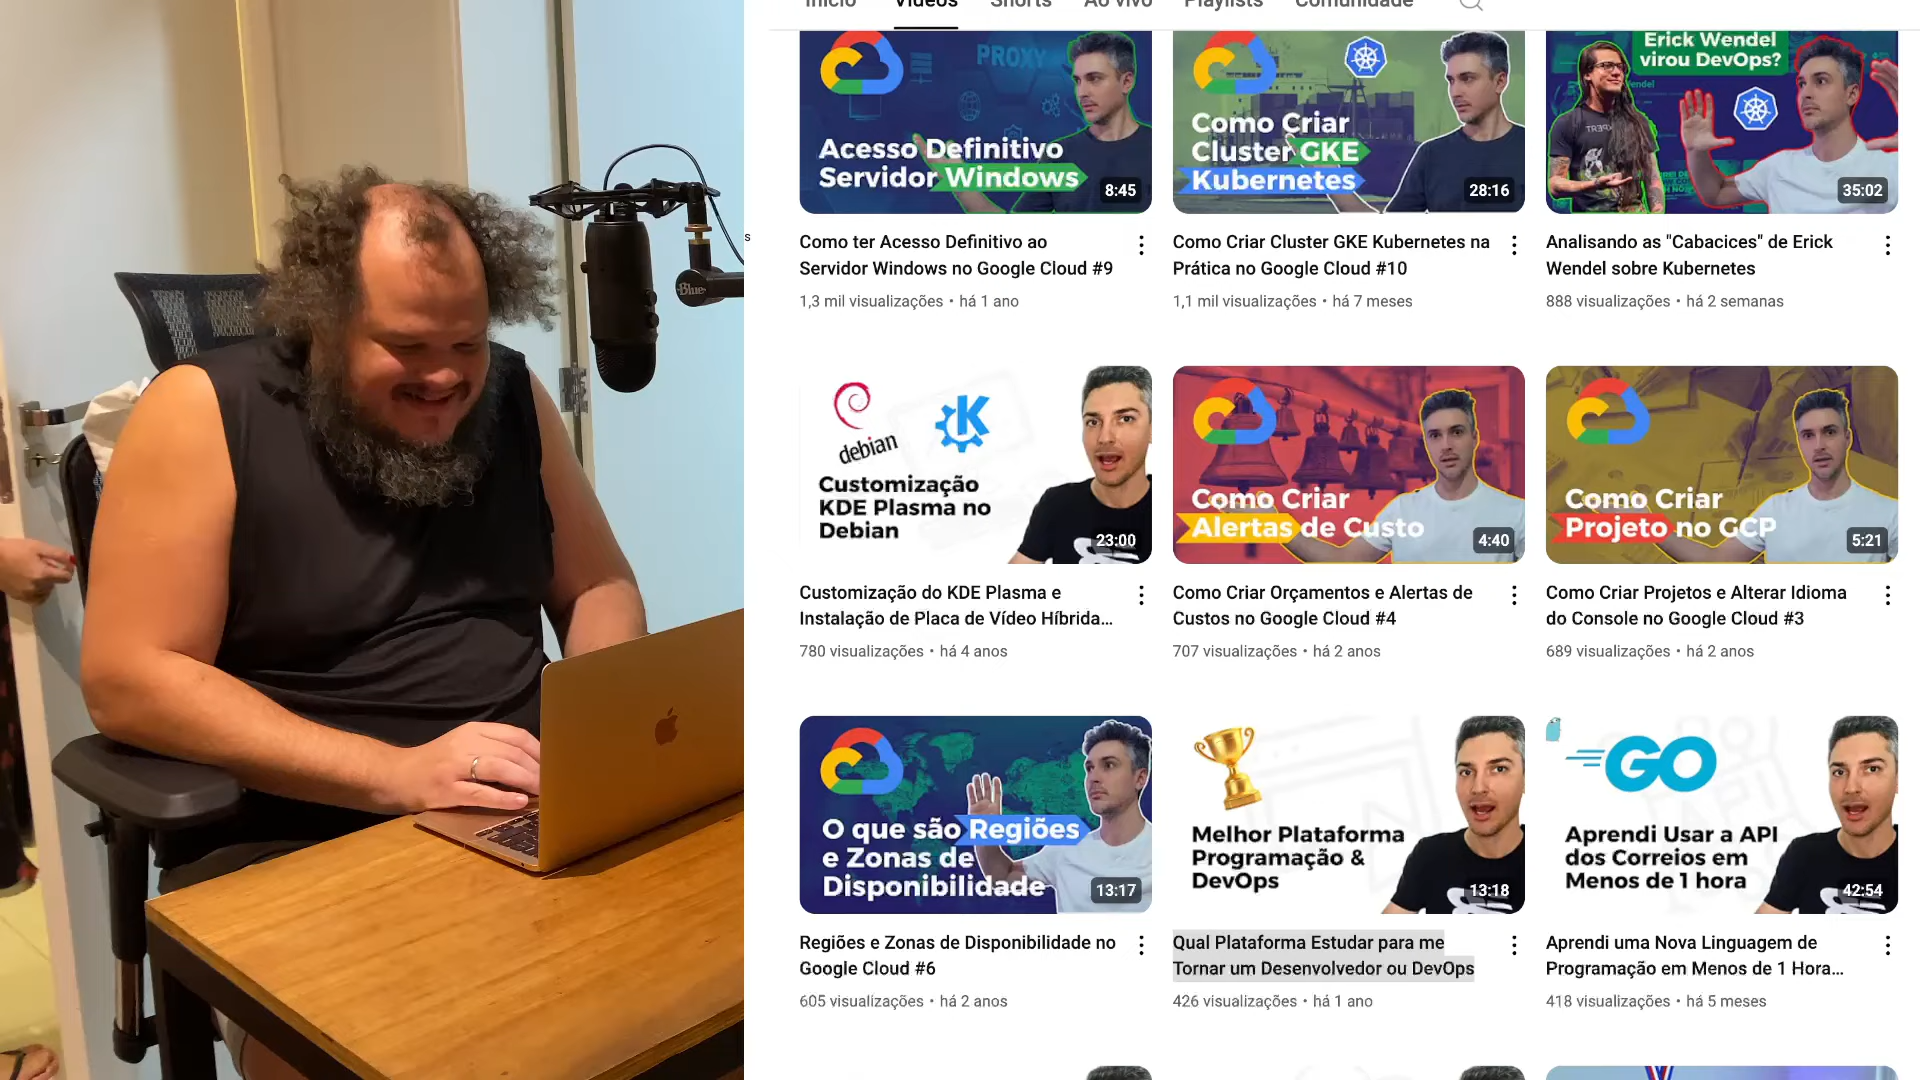 Início Vídeos Shorts Ao vivo Playlists Comunidade
s
Blue
PROXY
Acesso Definitivo
Servidor Windows
8:45
Como ter Acesso Definitivo ao
Servidor Windows no Google Cloud #9
1,3 mil visualizações • há 1 ano
Como Criar
Cluster GKE
Kubernetes
28:16
Como Criar Cluster GKE Kubernetes na
Prática no Google Cloud #10
1,1 mil visualizações • há 7 meses
Erick Wendel
virou DevOps?
35:02
Analisando as "Cabacices" de Erick
Wendel sobre Kubernetes
888 visualizações • há 2 semanas
debian
Customização
KDE Plasma no
Debian
23:00
Customização do KDE Plasma e
Instalação de Placa de Vídeo Híbrida...
780 visualizações • há 4 anos
Como Criar
Alertas de Custo
4:40
Como Criar Orçamentos e Alertas de
Custos no Google Cloud #4
707 visualizações • há 2 anos
Como Criar
Projeto no GCP
5:21
Como Criar Projetos e Alterar Idioma
do Console no Google Cloud #3
689 visualizações • há 2 anos
O que são Regiões
e Zonas de
Disponibilidade
13:17
Regiões e Zonas de Disponibilidade no
Google Cloud #6
605 visualizações • há 2 anos
Melhor Plataforma
Programação &
DevOps
13:18
Qual Plataforma Estudar para me
Tornar um Desenvolvedor ou DevOps
426 visualizações • há 1 ano
GO
Aprendi Usar a API
dos Correios em
Menos de 1 hora
42:54
Aprendi uma Nova Linguagem de
Programação em Menos de 1 Hora...
418 visualizações • há 5 meses